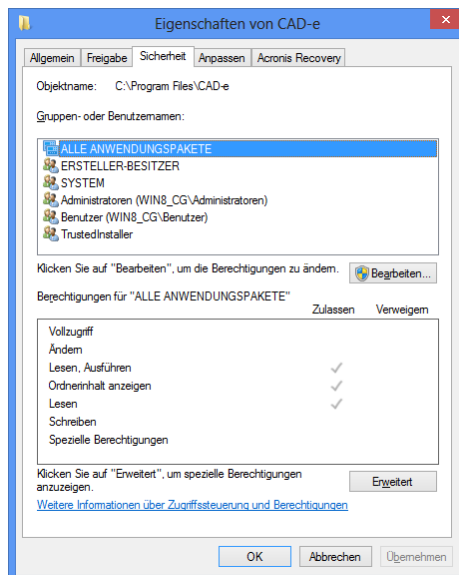 Eigenschaften von CAD-e
Allgemein Freigabe Sicherheit Anpassen Acronis Recovery
Objektname: C:\Program Files\CAD-e
Gruppen- oder Benutzernamen:
ALLE ANWENDUNGSPAKETE
ERSTELLER-BESITZER
SYSTEM
Administratoren (WIN8_CG\Administratoren)
Benutzer (WIN8_CG\Benutzer)
TrustedInstaller
Klicken Sie auf "Bearbeiten", um die Berechtigungen zu ändern. Bearbeiten...
Berechtigungen für "ALLE ANWENDUNGSPAKETE" Zulassen Verweigern
Vollzugriff
Ändern
Lesen, Ausführen
Ordnerinhalt anzeigen
Lesen
Schreiben
Spezielle Berechtigungen
Klicken Sie auf "Erweitert", um spezielle Berechtigungen
anzuzeigen. Erweitert
Weitere Informationen über Zugriffssteuerung und Berechtigungen
OK Abbrechen Übernehmen